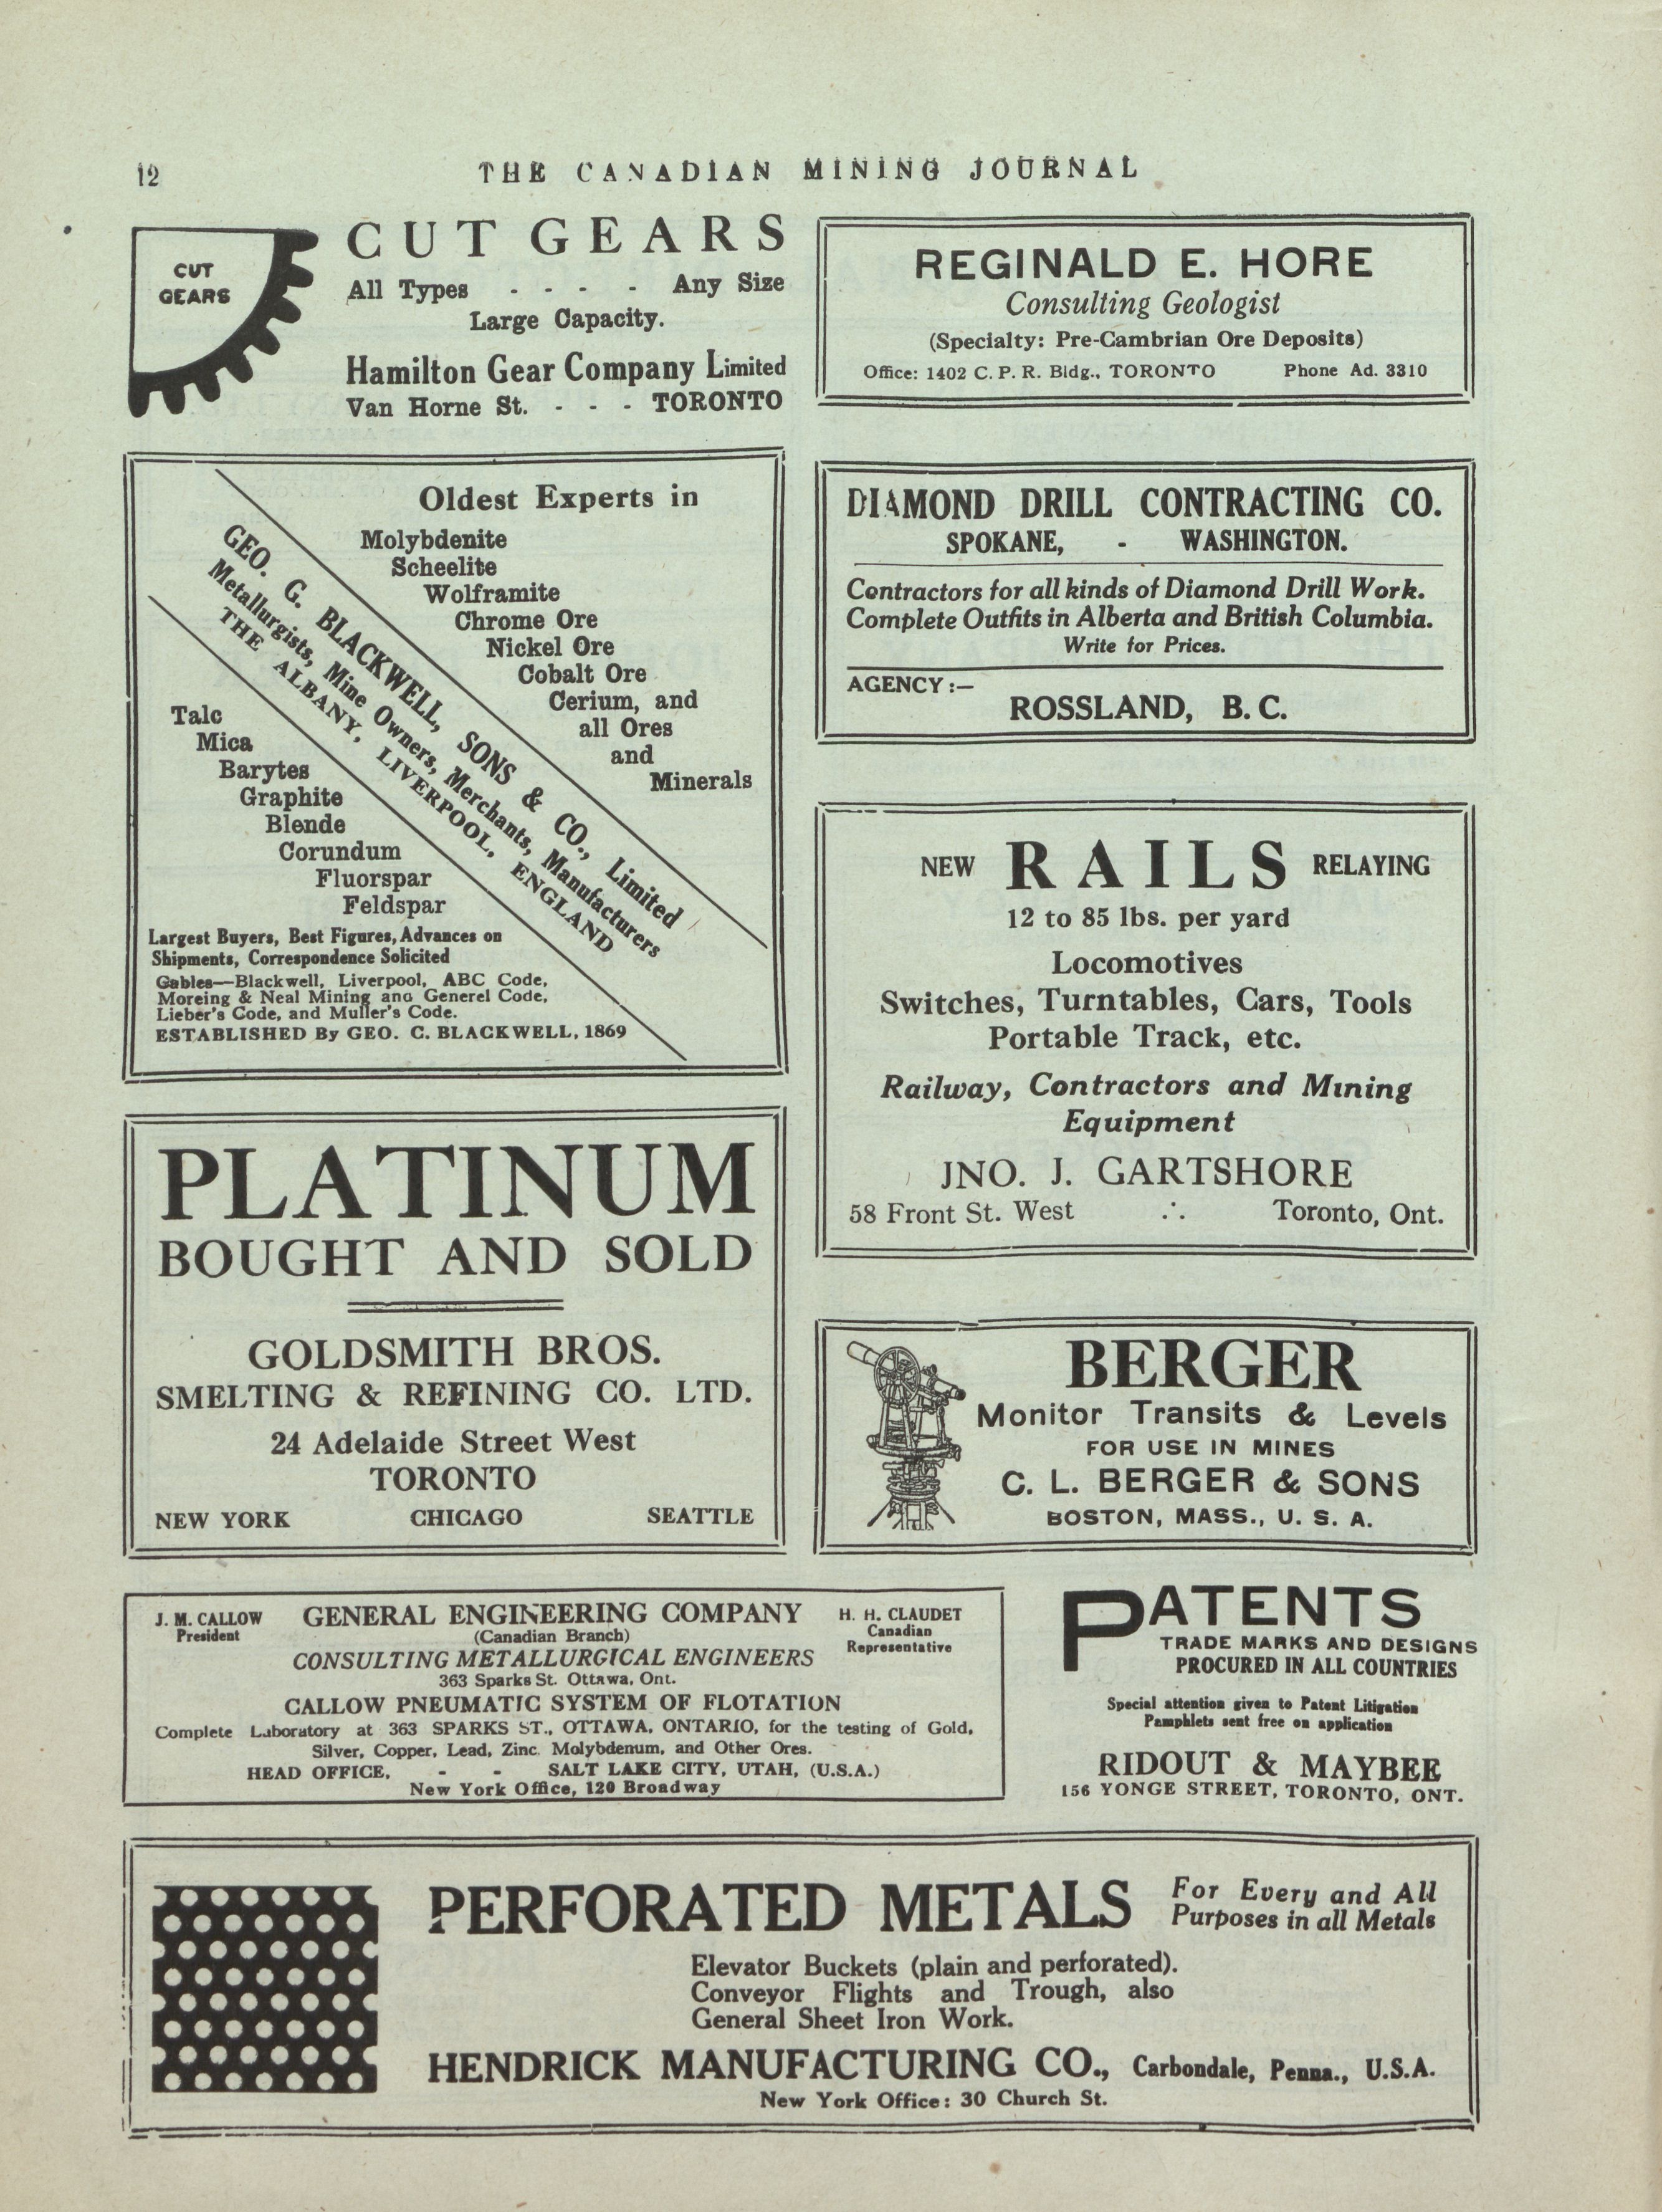 12
THE CANADIAN MINING JOURNAL
CUT
GEARS
CUT GEARS
All Types - - - - Any Size
Large Capacity.
Hamilton Gear Company Limited
Van Horne St. - - - TORONTO
REGINALD E. HORE
Consulting Geologist
(Specialty: Pre-Cambrian Ore Deposits)
Office: 1402 C. P. R. Bldg., TORONTO Phone Ad. 3310
Oldest Experts in
Molybdenite
Scheelite
Wolframite
Chrome Ore
Nickel Ore
Cobalt Ore
Cerium, and
all Ores
and
Minerals
GEO. G. BLACKWELL, SONS & CO., Limited
Metallurgists, Mine Owners, Merchants, Manufacturers
THE ALBANY, LIVERPOOL, ENGLAND
Talc
Mica
Barytes
Graphite
Blende
Corundum
Fluorspar
Feldspar
Largest Buyers, Best Figures, Advances on
Shipments, Correspondence Solicited
Gables—Blackwell, Liverpool, ABC Code,
Moreing & Neal Mining and Generel Code,
Lieber's Code, and Muller's Code.
ESTABLISHED By GEO. C. BLACKWELL, 1869
DIAMOND DRILL CONTRACTING CO.
SPOKANE, - WASHINGTON.
Contractors for all kinds of Diamond Drill Work.
Complete Outfits in Alberta and British Columbia.
Write for Prices.
AGENCY :—
ROSSLAND, B. C.
NEW RAILS RELAYING
12 to 85 lbs. per yard
Locomotives
Switches, Turntables, Cars, Tools
Portable Track, etc.
Railway, Contractors and Mining
Equipment
JNO. J. GARTSHORE
58 Front St. West ∴ Toronto, Ont.
PLATINUM
BOUGHT AND SOLD
GOLDSMITH BROS.
SMELTING & REFINING CO. LTD.
24 Adelaide Street West
TORONTO
NEW YORK CHICAGO SEATTLE
BERGER
Monitor Transits & Levels
FOR USE IN MINES
C. L. BERGER & SONS
BOSTON, MASS., U. S. A.
J. M. CALLOW
President
GENERAL ENGINEERING COMPANY
(Canadian Branch)
H. H. CLAUDET
Canadian
Representative
CONSULTING METALLURGICAL ENGINEERS
363 Sparks St. Ottawa, Ont.
CALLOW PNEUMATIC SYSTEM OF FLOTATION
Complete Laboratory at 363 SPARKS ST., OTTAWA, ONTARIO, for the testing of Gold,
Silver, Copper, Lead, Zinc. Molybdenum, and Other Ores.
HEAD OFFICE, - - SALT LAKE CITY, UTAH, (U.S.A.)
New York Office, 120 Broadway
PATENTS
TRADE MARKS AND DESIGNS
PROCURED IN ALL COUNTRIES
Special attention given to Patent Litigation
Pamphlets sent free on application
RIDOUT & MAYBEE
156 YONGE STREET, TORONTO, ONT.
PERFORATED METALS
For Every and All
Purposes in all Metals
Elevator Buckets (plain and perforated).
Conveyor Flights and Trough, also
General Sheet Iron Work.
HENDRICK MANUFACTURING CO., Carbondale, Penna., U.S.A.
New York Office: 30 Church St.